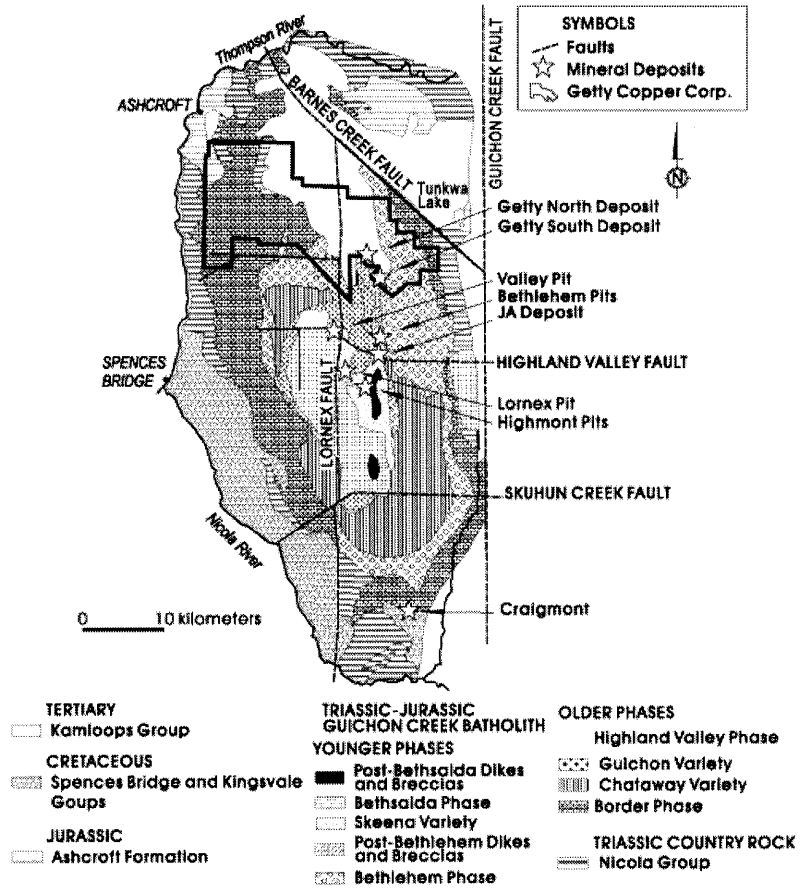 SYMBOLS
Faults
Mineral Deposits
Getty Copper Corp.
Thompson River
ASHCROFT
BARNES CREEK FAULT
GUICHON CREEK FAULT
N
Tunkwa
Lake
Getty North Deposit
Getty South Deposit
Valley Pit
Bethlehem Pits
JA Deposit
HIGHLAND VALLEY FAULT
SPENCES
BRIDGE
LORNEX FAULT
Lornex Pit
Highmont Pits
SKUHUN CREEK FAULT
Nicola River
Craigmont
0 10 kilometers
TERTIARY
Kamloops Group
CRETACEOUS
Spences Bridge and Kingsvale
Goups
JURASSIC
Ashcroft Formation
TRIASSIC-JURASSIC
GUICHON CREEK BATHOLITH
YOUNGER PHASES
Post-Bethsaida Dikes
and Breccias
Bethsaida Phase
Skeena Variety
Post-Bethlehem Dikes
and Breccias
Bethlehem Phase
OLDER PHASES
Highland Valley Phase
Guichon Variety
Chataway Variety
Border Phase
TRIASSIC COUNTRY ROCK
Nicola Group